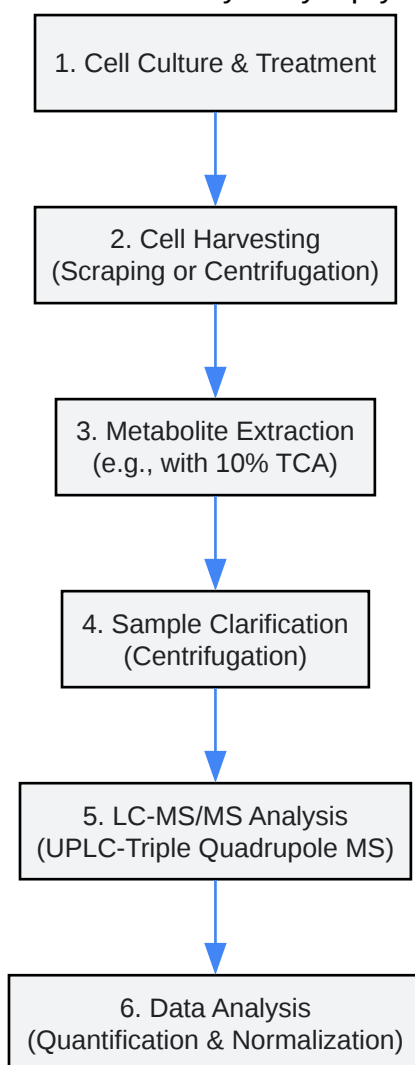 1. Cell Culture & Treatment
2. Cell Harvesting
(Scraping or Centrifugation)
3. Metabolite Extraction
(e.g., with 10% TCA)
4. Sample Clarification
(Centrifugation)
5. LC-MS/MS Analysis
(UPLC-Triple Quadrupole MS)
6. Data Analysis
(Quantification & Normalization)